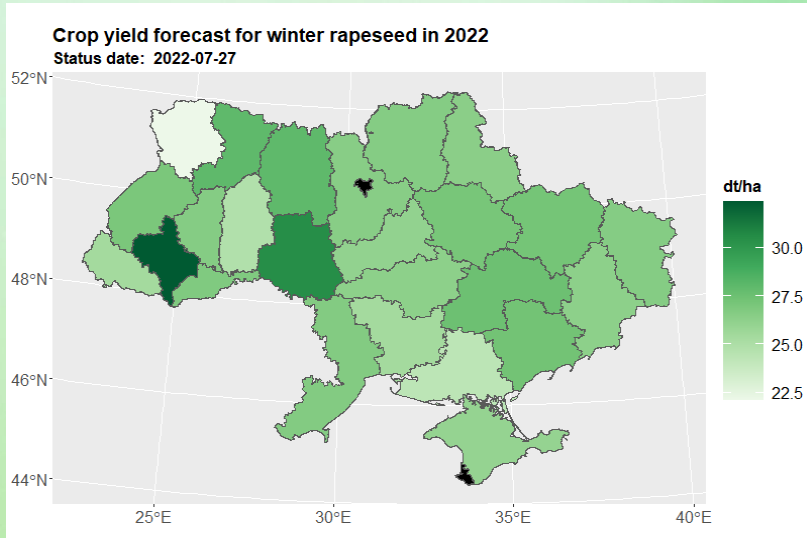 Crop yield forecast for winter rapeseed in 2022
Status date:  2022-07-27
52°N
50°N
48°N
46°N
44°N
25°E
30°E
35°E
40°E
dt/ha
30.0
27.5
25.0
22.5